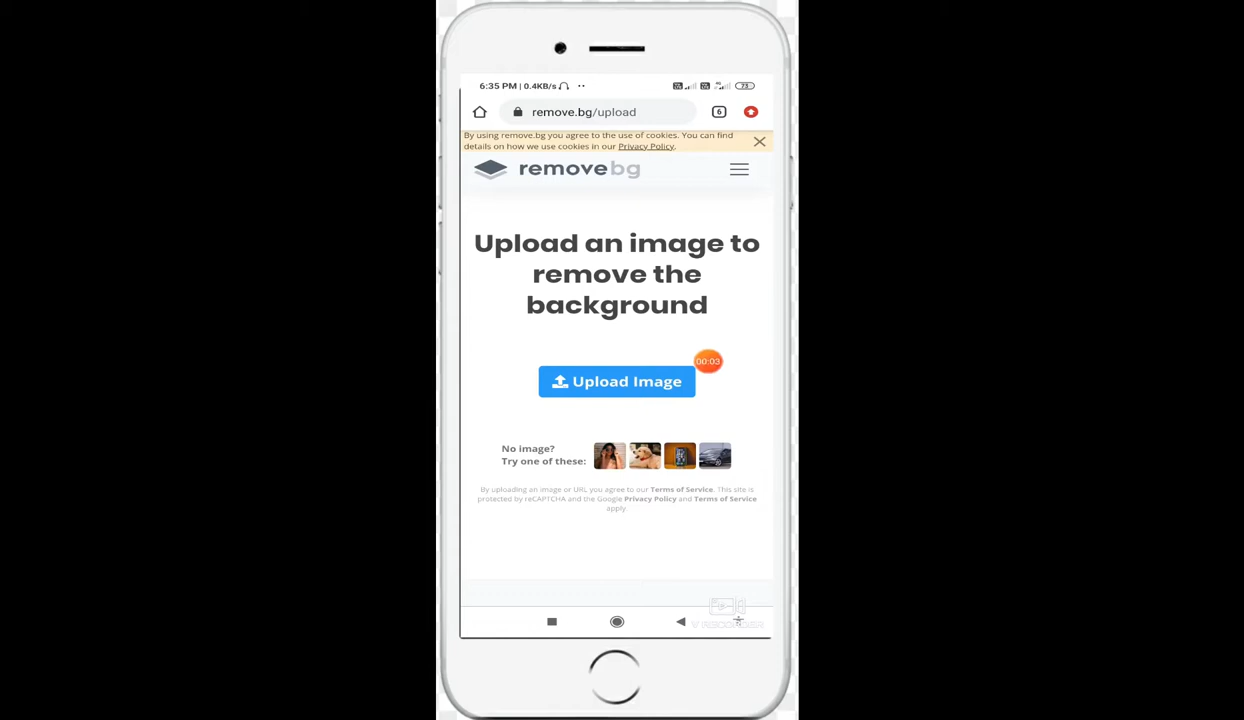 6:35 PM | 0.4KB/s
73
remove.bg/upload
6
By using remove.bg you agree to the use of cookies. You can find
details on how we use cookies in our Privacy Policy.
removebg
Upload an image to
remove the
background
00:03
Upload Image
No image?
Try one of these:
By uploading an image or URL you agree to our Terms of Service. This site is
protected by reCAPTCHA and the Google Privacy Policy and Terms of Service
apply.
V RECORDER